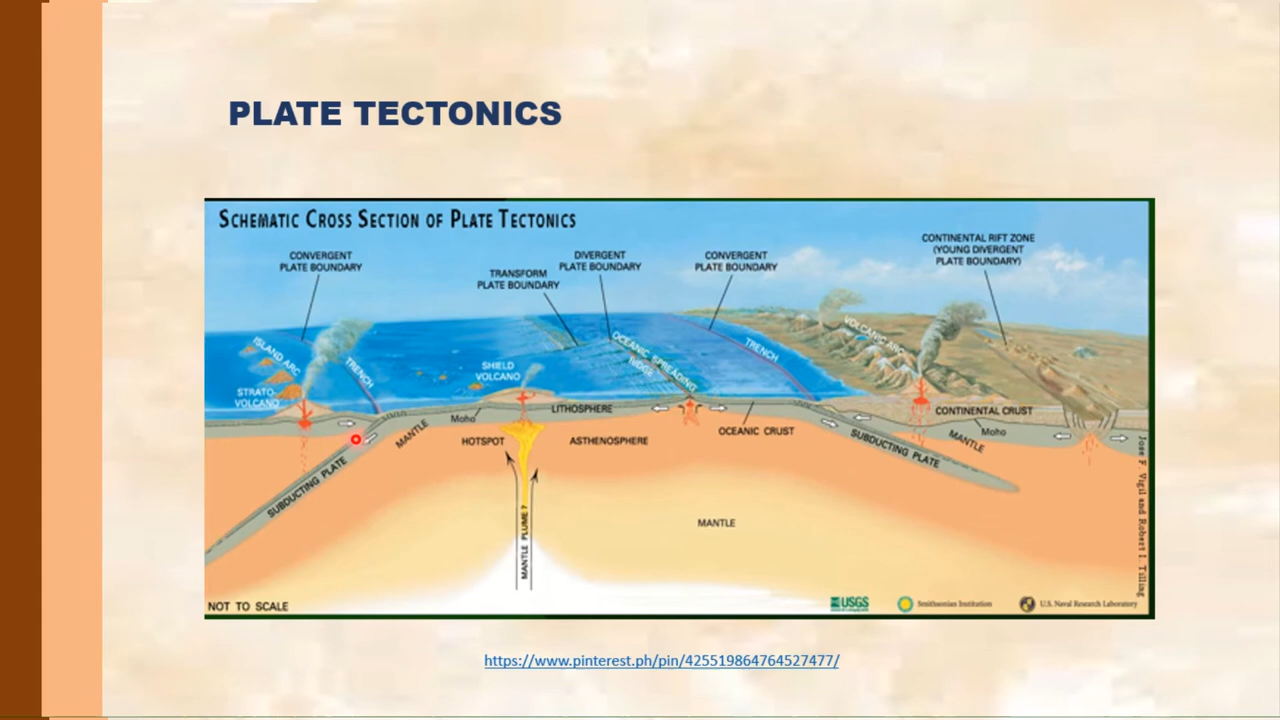 PLATE TECTONICS
SCHEMATIC CROSS SECTION OF PLATE TECTONICS
CONVERGENT
PLATE BOUNDARY
TRANSFORM
PLATE BOUNDARY
DIVERGENT
PLATE BOUNDARY
CONVERGENT
PLATE BOUNDARY
CONTINENTAL RIFT ZONE
(YOUNG DIVERGENT
PLATE BOUNDARY)
ISLAND ARC
TRENCH
STRATO-
VOLCANO
SHIELD
VOLCANO
OCEANIC SPREADING
RIDGE
TRENCH
VOLCANIC ARC
LITHOSPHERE
Moho
MANTLE
HOTSPOT
ASTHENOSPHERE
OCEANIC CRUST
CONTINENTAL CRUST
Moho
MANTLE
SUBDUCTING PLATE
SUBDUCTING PLATE
MANTLE PLUME?
MANTLE
Jose F. Vigil and Robert I. Tilling
NOT TO SCALE
USGS
Smithsonian Institution
U.S. Naval Research Laboratory
https://www.pinterest.ph/pin/425519864764527477/